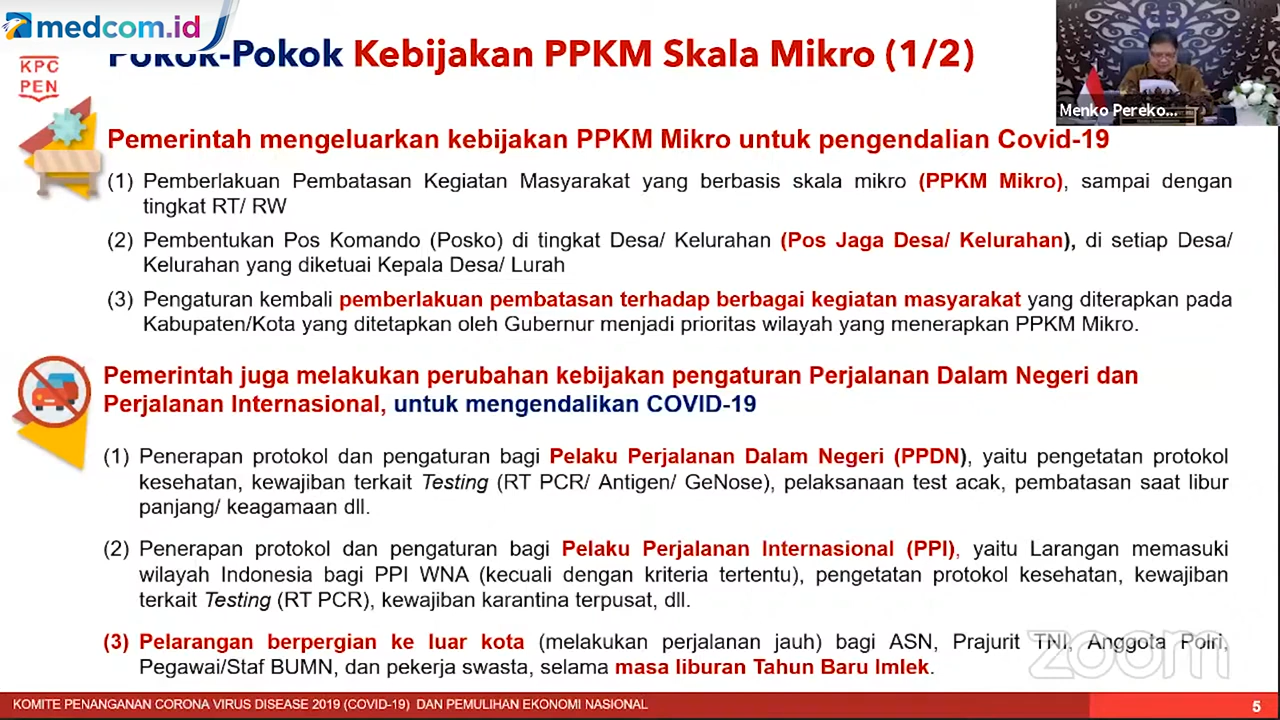 medcom.id
Pokok-Pokok Kebijakan PPKM Skala Mikro (1/2)
KPC
PEN
Menko Pereko...
Pemerintah mengeluarkan kebijakan PPKM Mikro untuk pengendalian Covid-19
(1) Pemberlakuan Pembatasan Kegiatan Masyarakat yang berbasis skala mikro (PPKM Mikro), sampai dengan
tingkat RT/ RW
(2) Pembentukan Pos Komando (Posko) di tingkat Desa/ Kelurahan (Pos Jaga Desa/ Kelurahan), di setiap Desa/
Kelurahan yang diketuai Kepala Desa/ Lurah
(3) Pengaturan kembali pemberlakuan pembatasan terhadap berbagai kegiatan masyarakat yang diterapkan pada
Kabupaten/Kota yang ditetapkan oleh Gubernur menjadi prioritas wilayah yang menerapkan PPKM Mikro.
Pemerintah juga melakukan perubahan kebijakan pengaturan Perjalanan Dalam Negeri dan
Perjalanan Internasional, untuk mengendalikan COVID-19
(1) Penerapan protokol dan pengaturan bagi Pelaku Perjalanan Dalam Negeri (PPDN), yaitu pengetatan protokol
kesehatan, kewajiban terkait Testing (RT PCR/ Antigen/ GeNose), pelaksanaan test acak, pembatasan saat libur
panjang/ keagamaan dll.
(2) Penerapan protokol dan pengaturan bagi Pelaku Perjalanan Internasional (PPI), yaitu Larangan memasuki
wilayah Indonesia bagi PPI WNA (kecuali dengan kriteria tertentu), pengetatan protokol kesehatan, kewajiban
terkait Testing (RT PCR), kewajiban karantina terpusat, dll.
(3) Pelarangan berpergian ke luar kota (melakukan perjalanan jauh) bagi ASN, Prajurit TNI, Anggota Polri,
Pegawai/Staf BUMN, dan pekerja swasta, selama masa liburan Tahun Baru Imlek.
zoom
KOMITE PENANGANAN CORONA VIRUS DISEASE 2019 (COVID-19) DAN PEMULIHAN EKONOMI NASIONAL
5